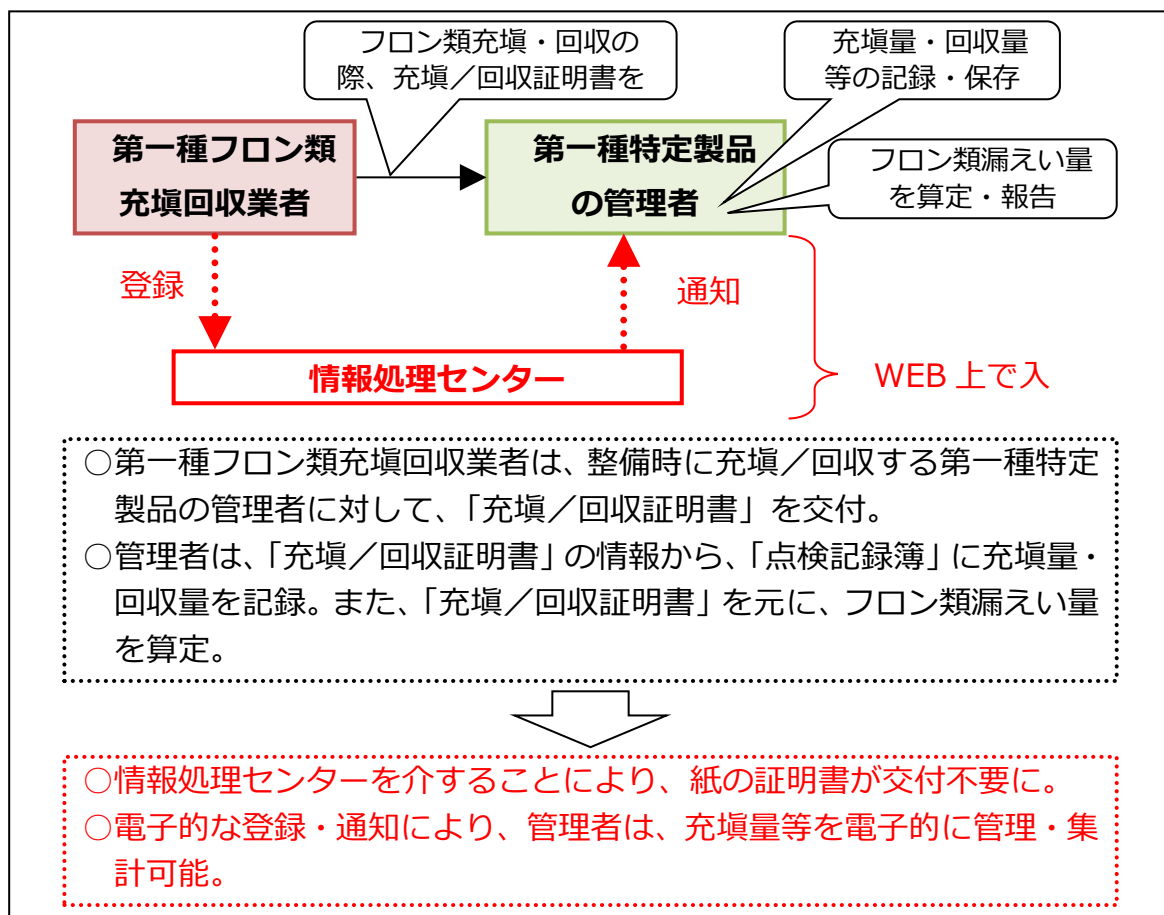 フロン類充塡・回収の
際、充塡／回収証明書を
充塡量・回収量
等の記録・保存
第一種フロン類
充塡回収業者
第一種特定製品
の管理者
フロン類漏えい量
を算定・報告
登録
通知
情報処理センター
WEB 上で入
○第一種フロン類充塡回収業者は、整備時に充塡／回収する第一種特定
製品の管理者に対して、「充塡／回収証明書」を交付。
○管理者は、「充塡／回収証明書」の情報から、「点検記録簿」に充塡量・
回収量を記録。また、「充塡／回収証明書」を元に、フロン類漏えい量
を算定。
○情報処理センターを介することにより、紙の証明書が交付不要に。
○電子的な登録・通知により、管理者は、充塡量等を電子的に管理・集
計可能。